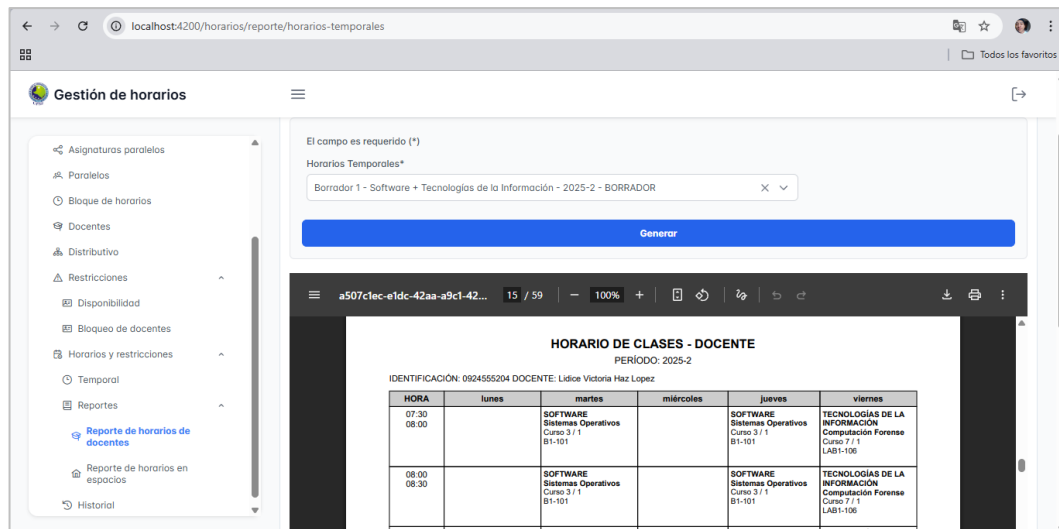 localhost:4200/horarios/reporte/horarios-temporales
Todos los favoritos
Gestión de horarios
Asignaturas paralelos
Paralelos
Bloque de horarios
Docentes
Distributivo
Restricciones
Disponibilidad
Bloqueo de docentes
Horarios y restricciones
Temporal
Reportes
Reporte de horarios de
docentes
Reporte de horarios en
espacios
Historial
El campo es requerido (*)
Horarios Temporales*
Borrador 1 - Software + Tecnologías de la Información - 2025-2 - BORRADOR
Generar
a507c1ec-e1dc-42aa-a9c1-42... 15 / 59 100%
HORARIO DE CLASES - DOCENTE
PERÍODO: 2025-2
IDENTIFICACIÓN: 0924555204 DOCENTE: Lidice Victoria Haz Lopez
HORA lunes martes miércoles jueves viernes
07:30 SOFTWARE SOFTWARE TECNOLOGÍAS DE LA
08:00 Sistemas Operativos Sistemas Operativos INFORMACIÓN
Curso 3 / 1 Curso 3 / 1 Computación Forense
B1-101 B1-101 Curso 7 / 1
LAB1-106
08:00 SOFTWARE SOFTWARE TECNOLOGÍAS DE LA
08:30 Sistemas Operativos Sistemas Operativos INFORMACIÓN
Curso 3 / 1 Curso 3 / 1 Computación Forense
B1-101 B1-101 Curso 7 / 1
LAB1-106